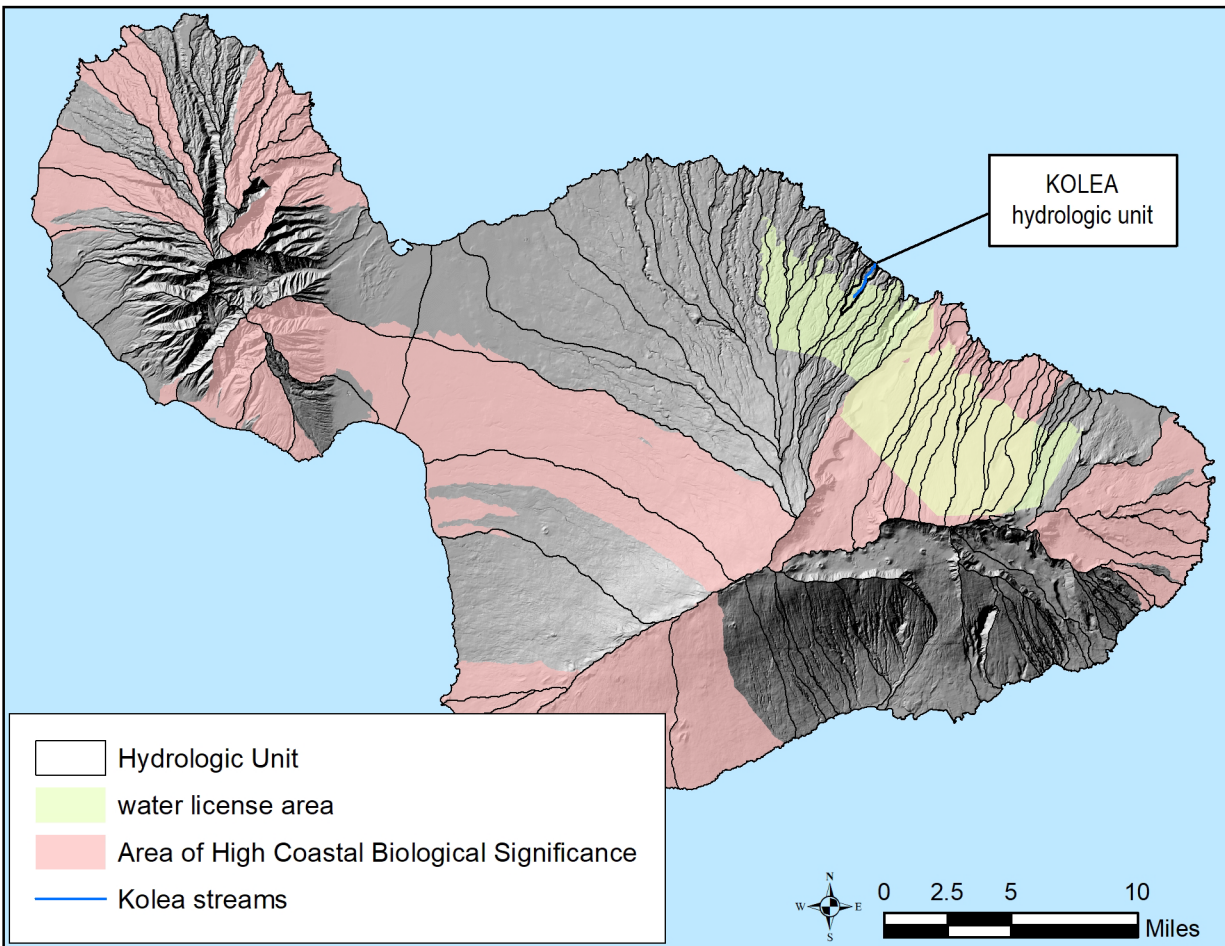 KOLEA
hydrologic unit
Hydrologic Unit
water license area
Area of High Coastal Biological Significance
Kolea streams
N
W E
S
0 2.5 5 10
Miles